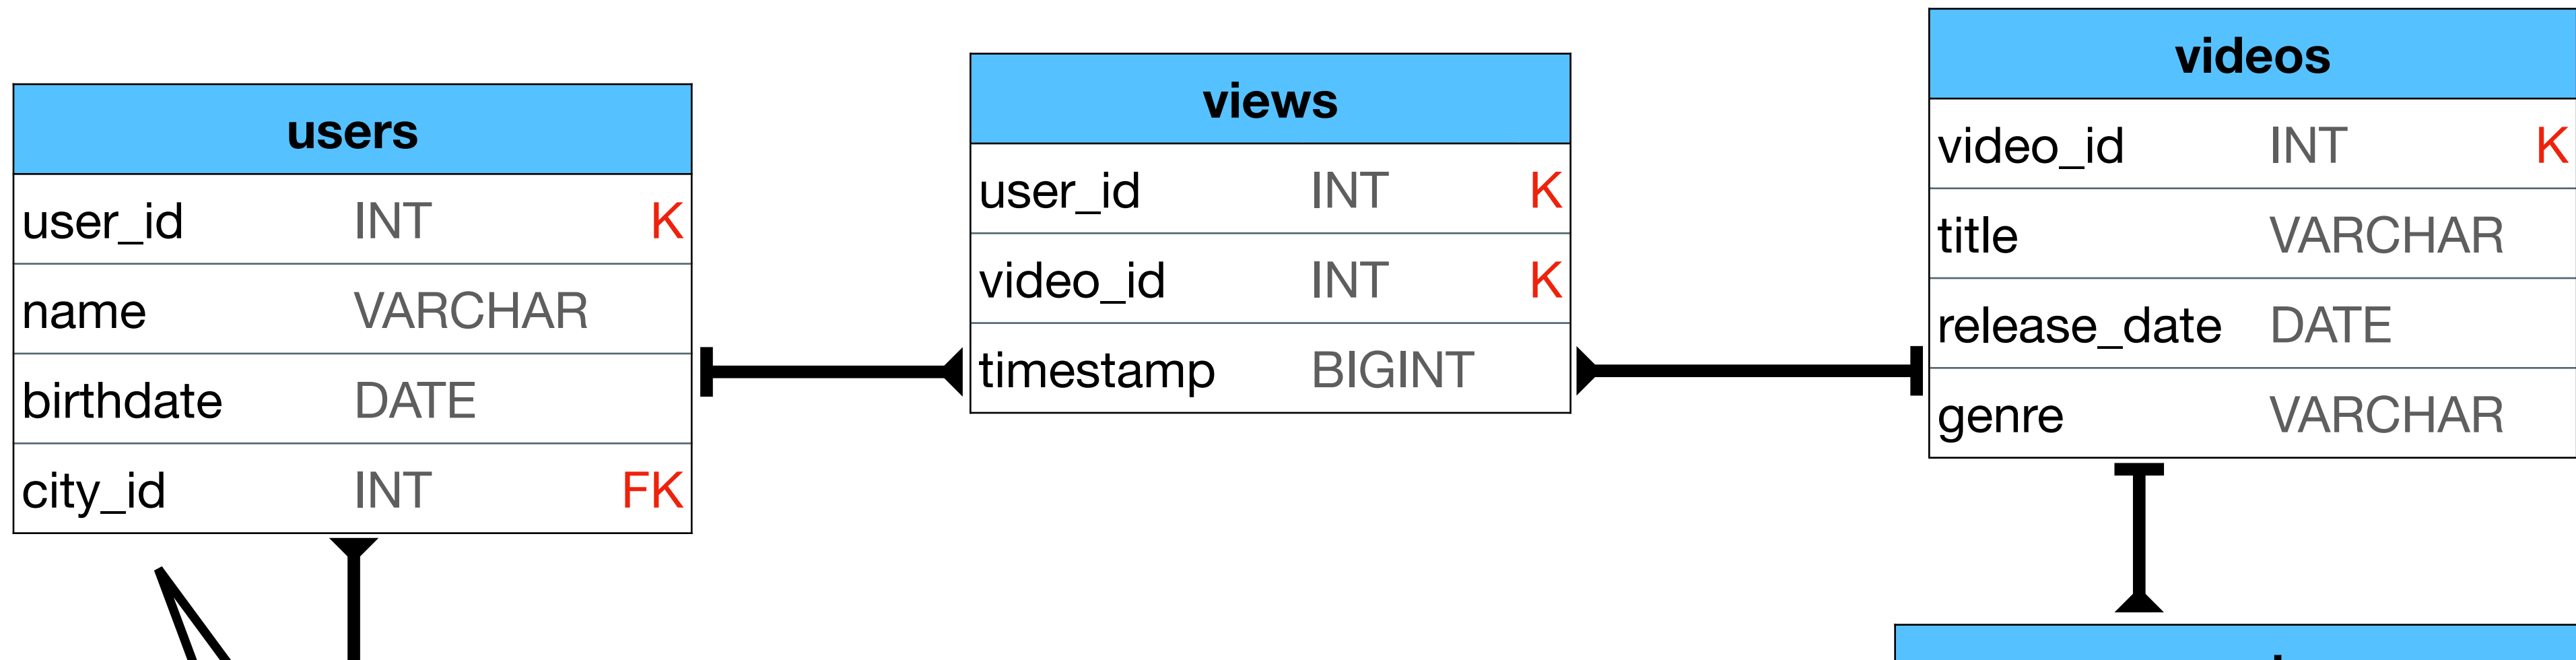 users
user_id INT K
name VARCHAR
birthdate DATE
city_id INT FK
views
user_id INT K
video_id INT K
timestamp BIGINT
videos
video_id INT K
title VARCHAR
release_date DATE
genre VARCHAR